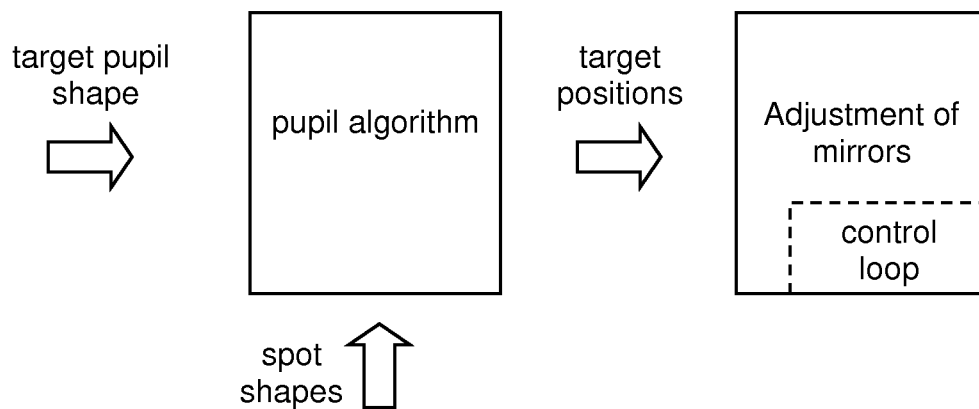 target pupil
shape
pupil algorithm
target
positions
Adjustment of
mirrors
control
loop
spot
shapes